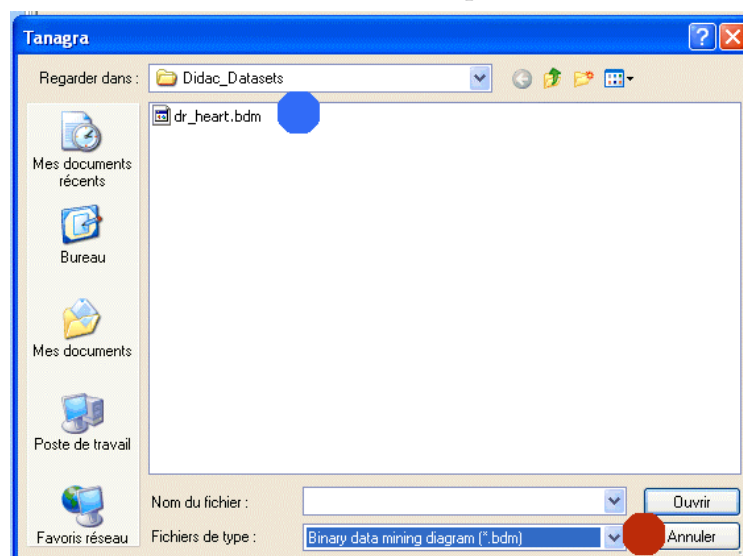 Tanagra
Regarder dans : Didac_Datasets
dr_heart.bdm
Mes documents
récents
Bureau
Mes documents
Poste de travail
Favoris réseau
Nom du fichier :
Ouvrir
Fichiers de type : Binary data mining diagram (*.bdm)
Annuler